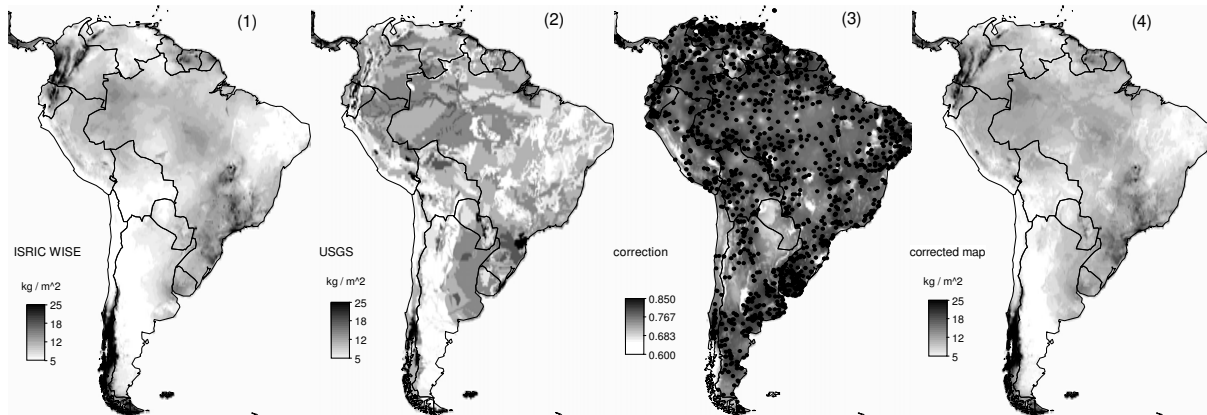 (1)
ISRIC WISE
kg / m^2
25
18
12
5
(2)
USGS
kg / m^2
25
18
12
5
(3)
correction
0.850
0.767
0.683
0.600
(4)
corrected map
kg / m^2
25
18
12
5